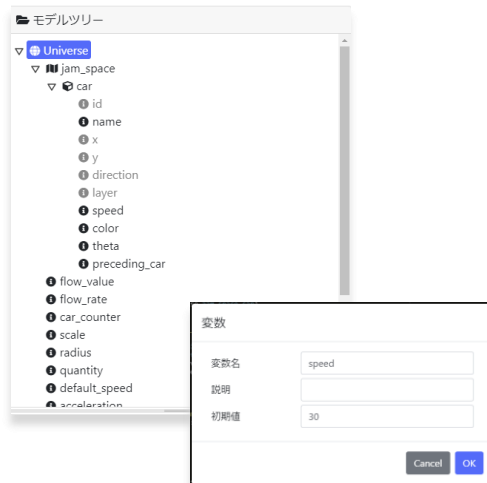 モデルツリー
Universe
jam_space
car
id
name
x
y
direction
layer
speed
color
theta
preceding_car
flow_value
flow_rate
car_counter
scale
radius
quantity
default_speed
acceleration
変数
変数名 speed
説明
初期値 30
Cancel OK